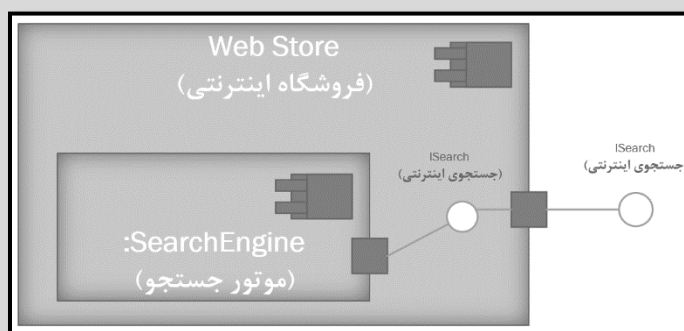 Web Store
(فروشگاه اینترنتی)
ISearch
(جستجوی اینترنتی)
ISearch
(جستجوی اینترنتی)
:SearchEngine
(موتور جستجو)